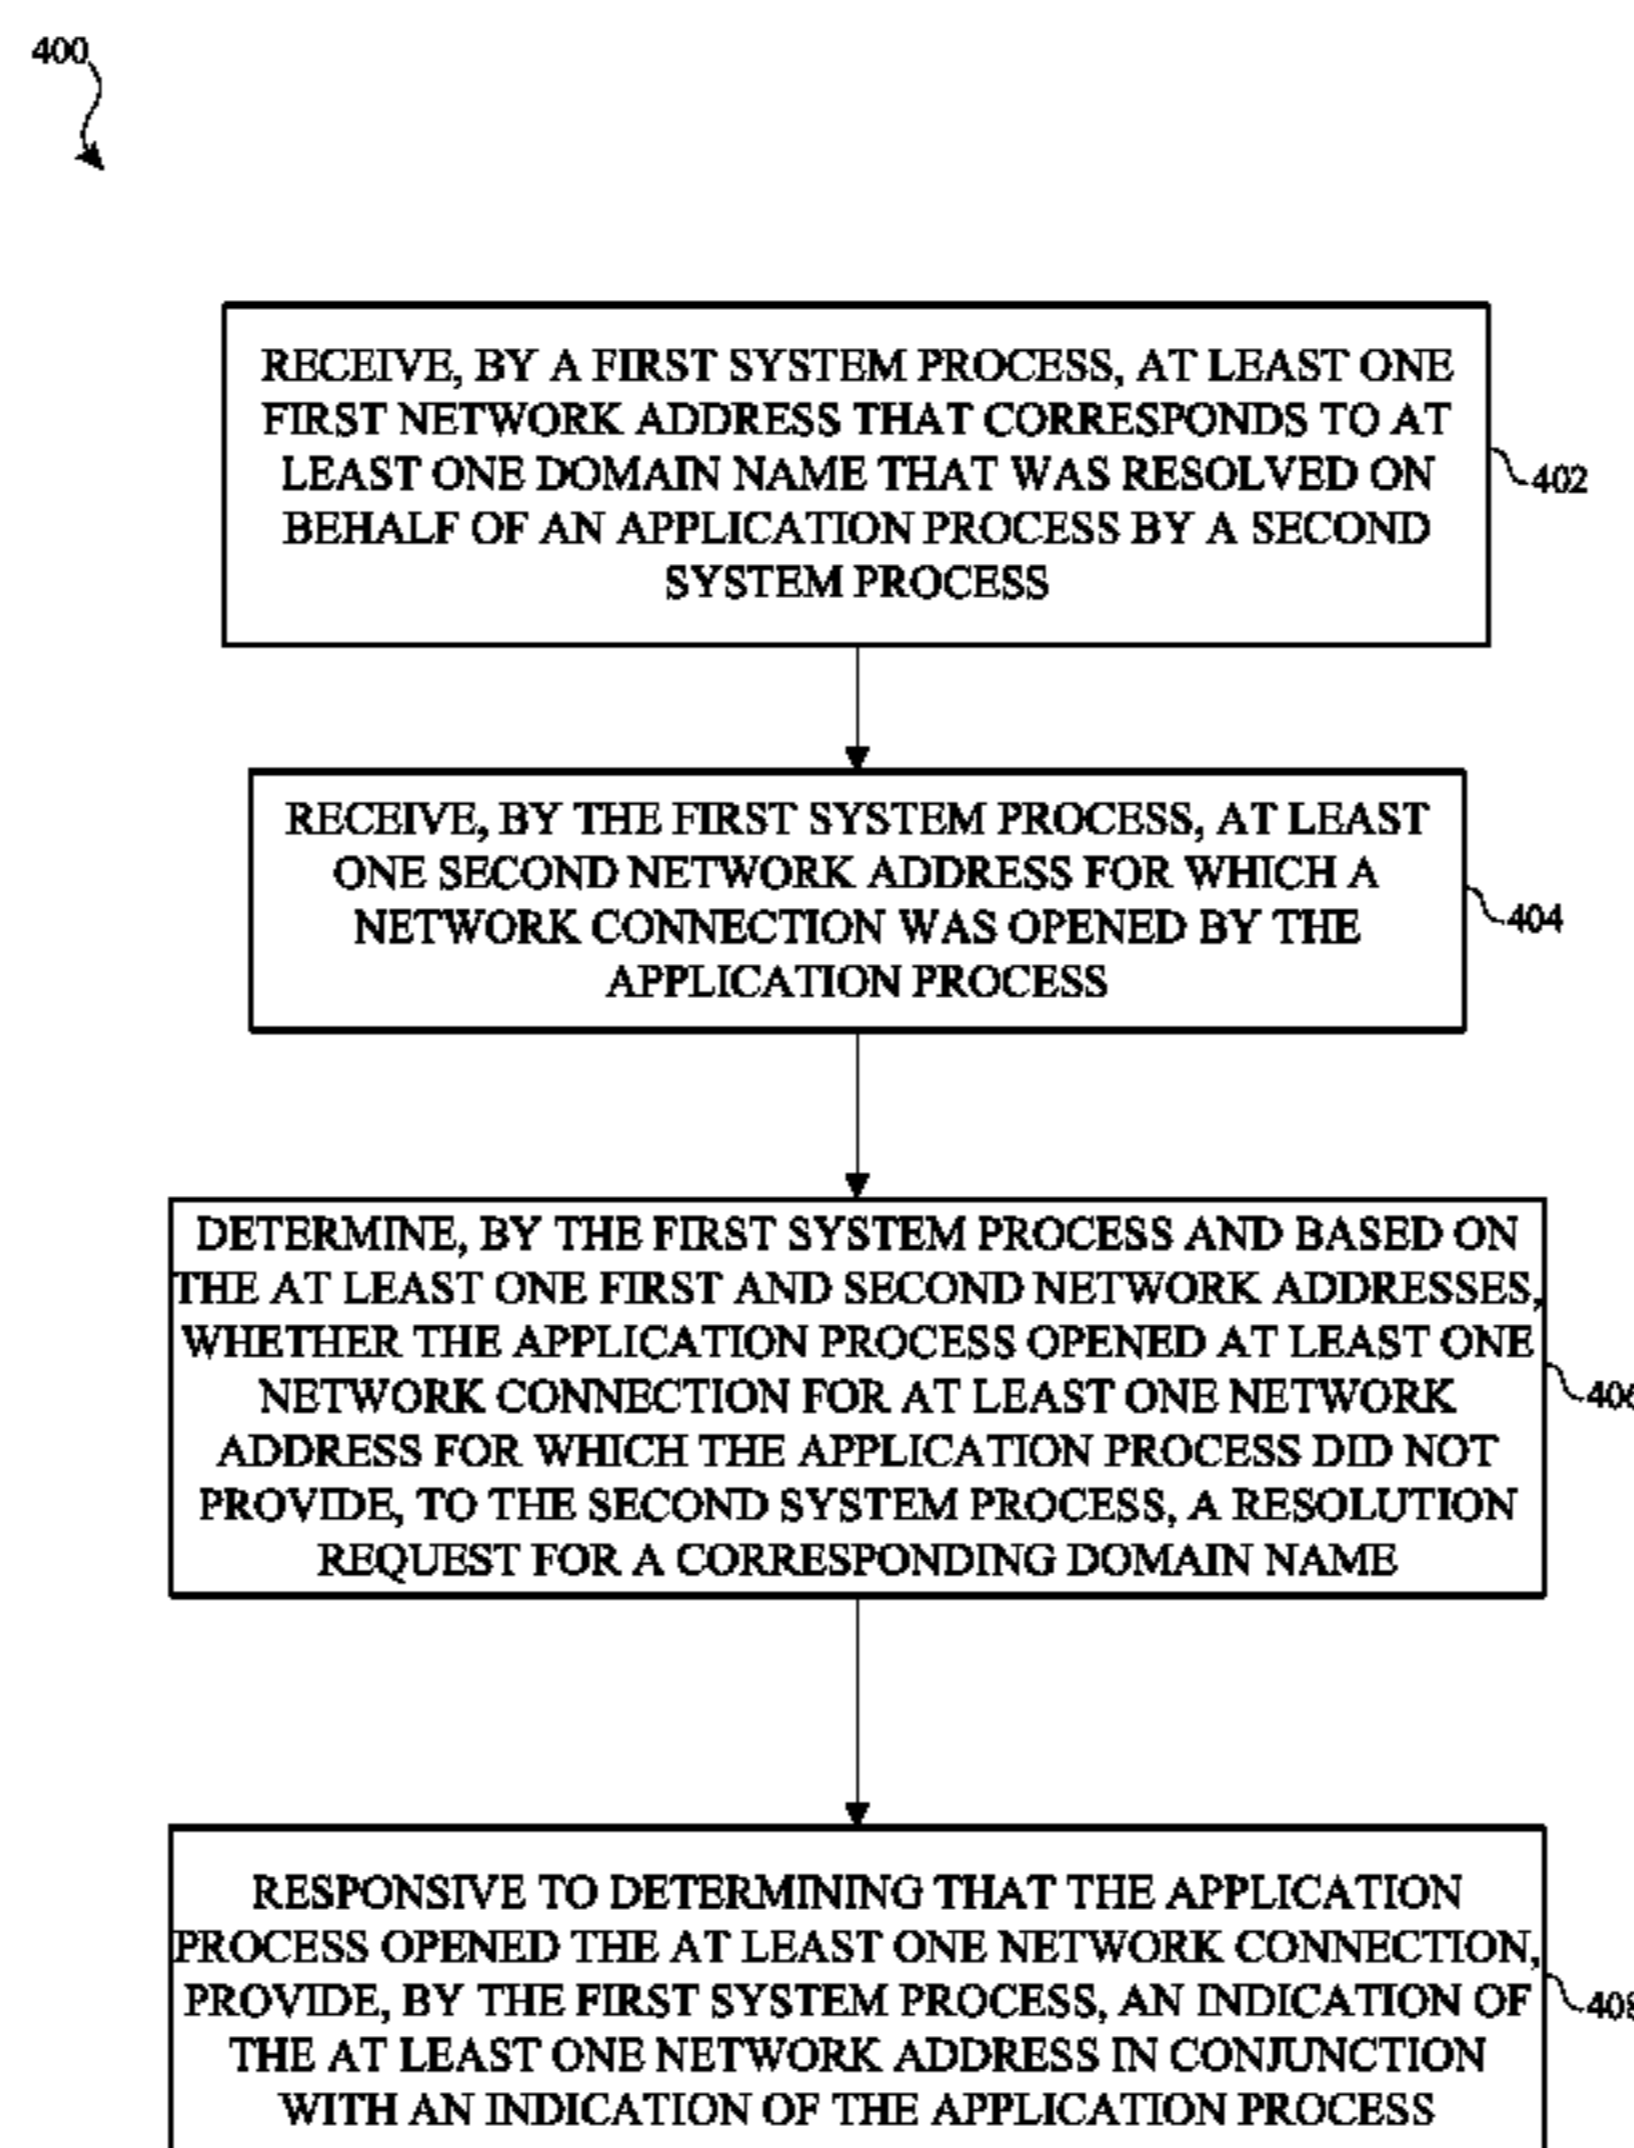 400
RECEIVE, BY A FIRST SYSTEM PROCESS, AT LEAST ONE
FIRST NETWORK ADDRESS THAT CORRESPONDS TO AT
LEAST ONE DOMAIN NAME THAT WAS RESOLVED ON
BEHALF OF AN APPLICATION PROCESS BY A SECOND
SYSTEM PROCESS
402
RECEIVE, BY THE FIRST SYSTEM PROCESS, AT LEAST
ONE SECOND NETWORK ADDRESS FOR WHICH A
NETWORK CONNECTION WAS OPENED BY THE
APPLICATION PROCESS
404
DETERMINE, BY THE FIRST SYSTEM PROCESS AND BASED ON
THE AT LEAST ONE FIRST AND SECOND NETWORK ADDRESSES,
WHETHER THE APPLICATION PROCESS OPENED AT LEAST ONE
NETWORK CONNECTION FOR AT LEAST ONE NETWORK
ADDRESS FOR WHICH THE APPLICATION PROCESS DID NOT
PROVIDE, TO THE SECOND SYSTEM PROCESS, A RESOLUTION
REQUEST FOR A CORRESPONDING DOMAIN NAME
406
RESPONSIVE TO DETERMINING THAT THE APPLICATION
PROCESS OPENED THE AT LEAST ONE NETWORK CONNECTION,
PROVIDE, BY THE FIRST SYSTEM PROCESS, AN INDICATION OF
THE AT LEAST ONE NETWORK ADDRESS IN CONJUNCTION
WITH AN INDICATION OF THE APPLICATION PROCESS
408